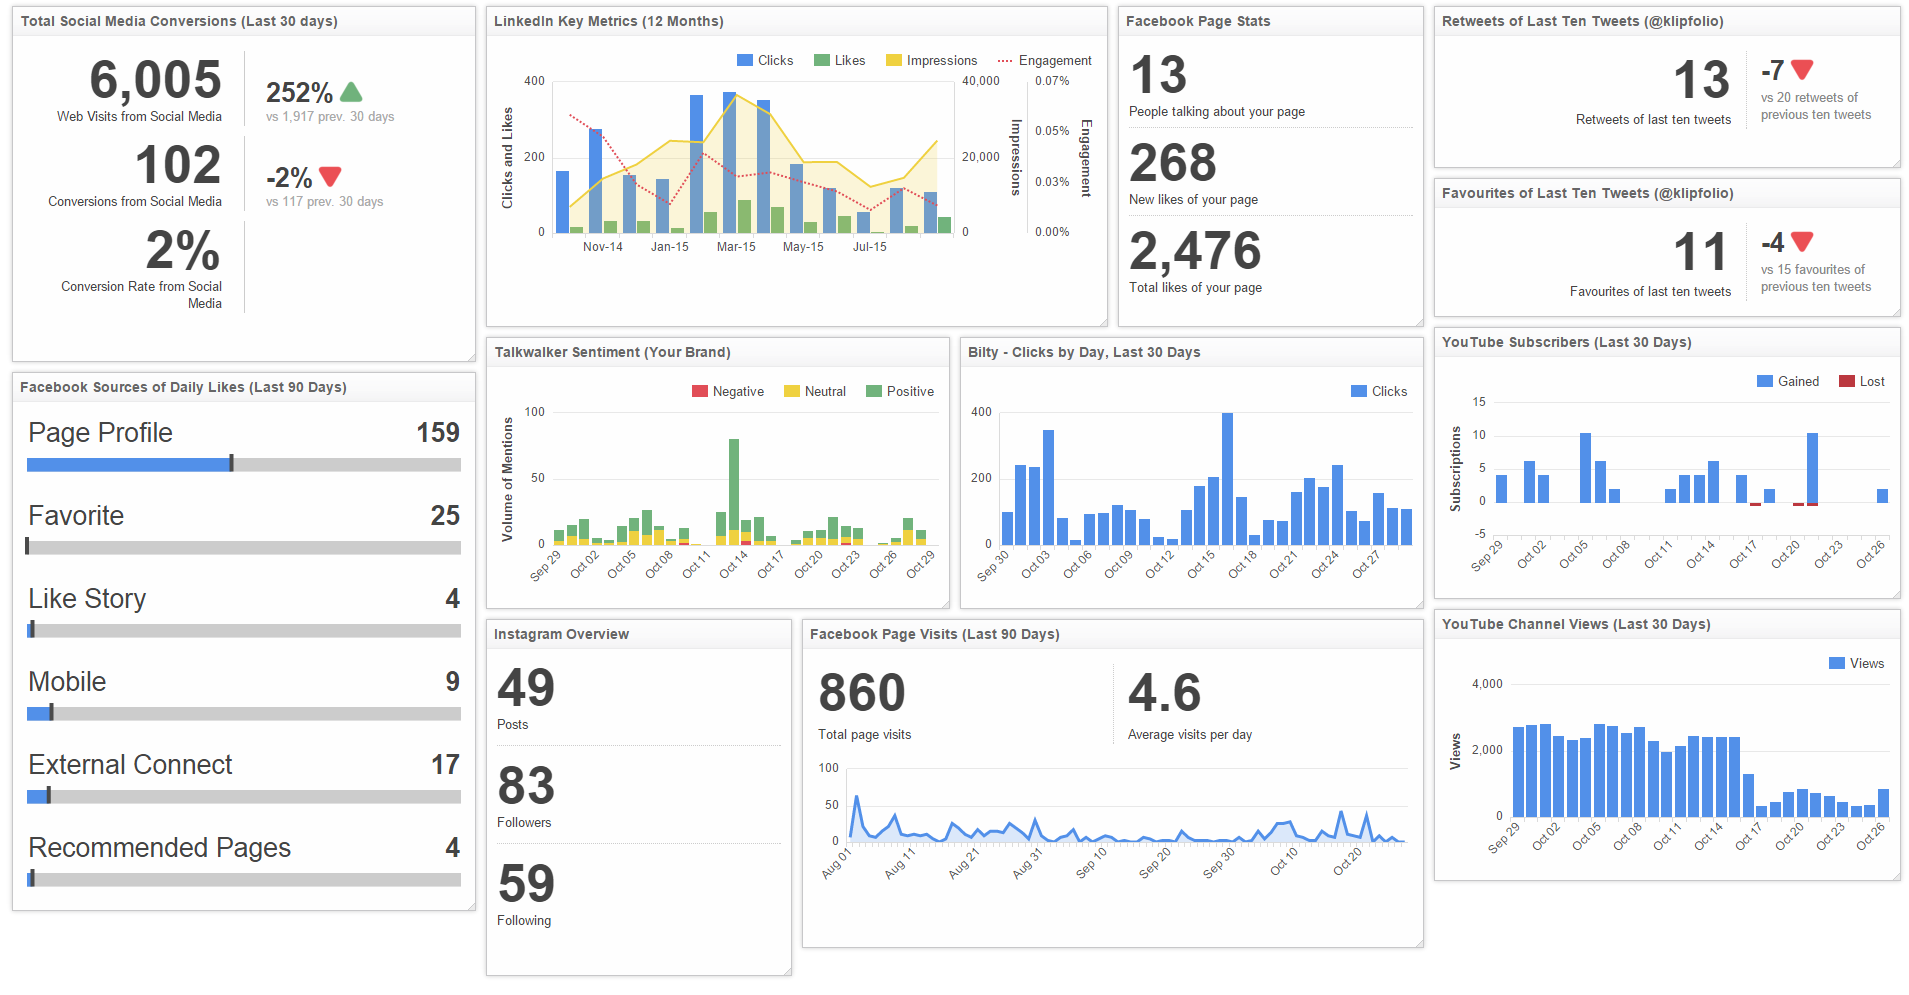 Total Social Media Conversions (Last 30 days)
6,005
Web Visits from Social Media
252%
vs 1,917 prev. 30 days
102
Conversions from Social Media
-2%
vs 117 prev. 30 days
2%
Conversion Rate from Social
Media
LinkedIn Key Metrics (12 Months)
Clicks Likes Impressions Engagement
400
200
0
Clicks and Likes
40,000
20,000
0
Impressions
0.07%
0.05%
0.03%
0.00%
Engagement
Nov-14 Jan-15 Mar-15 May-15 Jul-15
Facebook Page Stats
13
People talking about your page
268
New likes of your page
2,476
Total likes of your page
Retweets of Last Ten Tweets (@klipfolio)
13
Retweets of last ten tweets
-7
vs 20 retweets of
previous ten tweets
Favourites of Last Ten Tweets (@klipfolio)
11
Favourites of last ten tweets
-4
vs 15 favourites of
previous ten tweets
Facebook Sources of Daily Likes (Last 90 Days)
Page Profile 159
Favorite 25
Like Story 4
Mobile 9
External Connect 17
Recommended Pages 4
Talkwalker Sentiment (Your Brand)
Negative Neutral Positive
100
50
0
Volume of Mentions
Sep 29 Oct 02 Oct 05 Oct 08 Oct 11 Oct 14 Oct 17 Oct 20 Oct 23 Oct 26 Oct 29
Bilty - Clicks by Day, Last 30 Days
Clicks
400
200
0
Sep 30 Oct 03 Oct 06 Oct 09 Oct 12 Oct 15 Oct 18 Oct 21 Oct 24 Oct 27
YouTube Subscribers (Last 30 Days)
Gained Lost
15
10
5
0
-5
Subscriptions
Sep 29 Oct 02 Oct 05 Oct 08 Oct 11 Oct 14 Oct 17 Oct 20 Oct 23 Oct 26
Instagram Overview
49
Posts
83
Followers
59
Following
Facebook Page Visits (Last 90 Days)
860
Total page visits
4.6
Average visits per day
100
50
0
Aug 01 Aug 11 Aug 21 Aug 31 Sep 10 Sep 20 Sep 30 Oct 10 Oct 20
YouTube Channel Views (Last 30 Days)
Views
4,000
2,000
0
Views
Sep 29 Oct 02 Oct 05 Oct 08 Oct 11 Oct 14 Oct 17 Oct 20 Oct 23 Oct 26